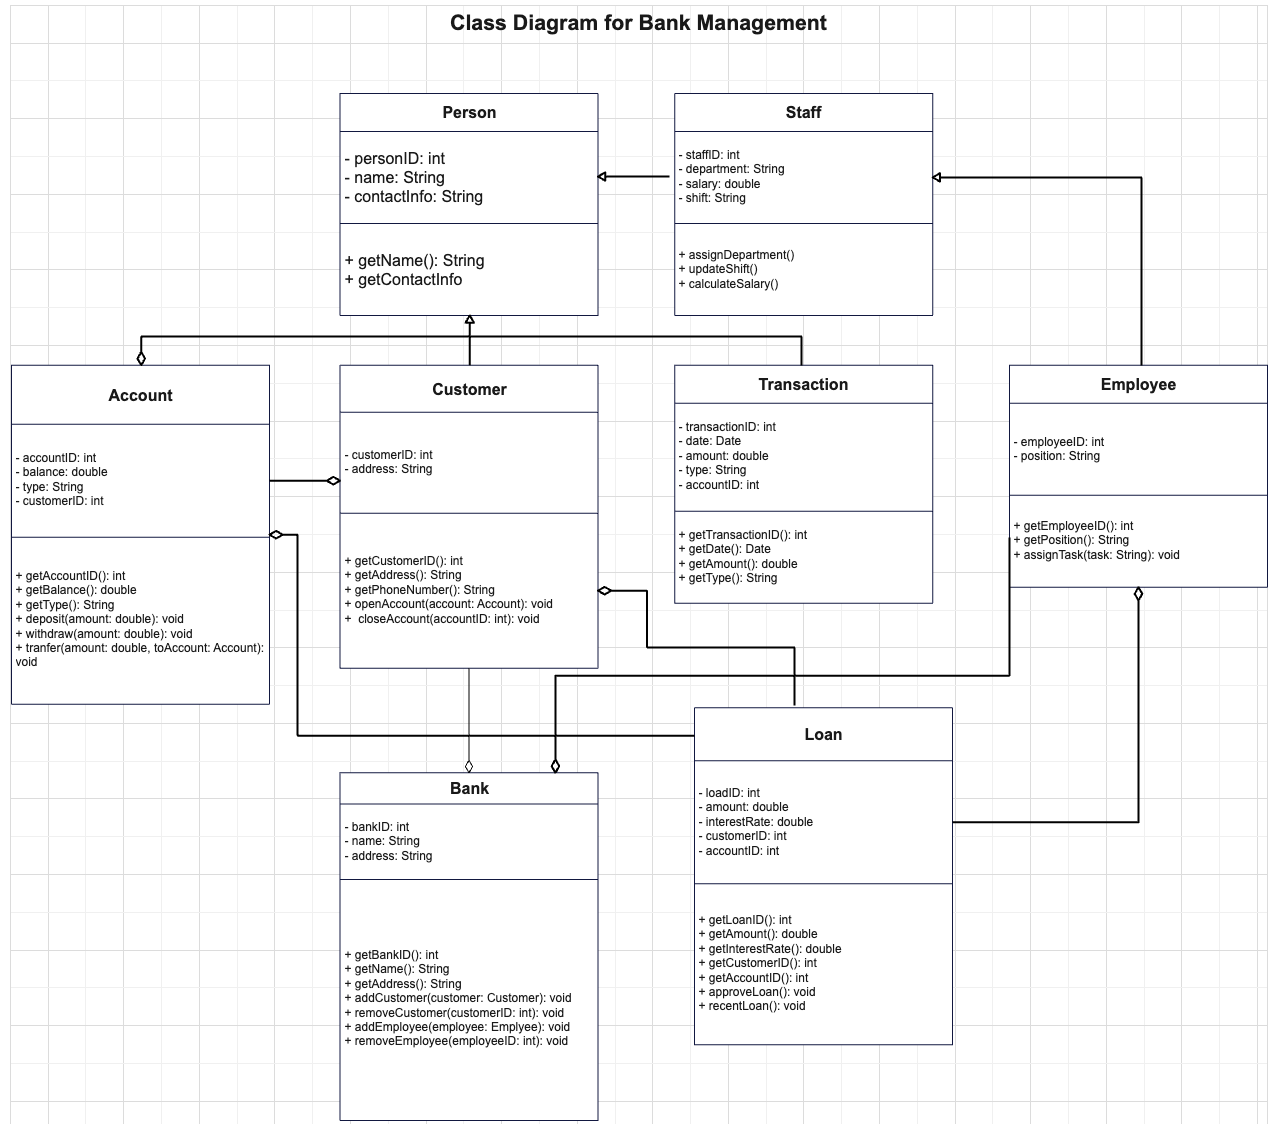 Class Diagram for Bank Management
Person
- personID: int
- name: String
- contactInfo: String
+ getName(): String
+ getContactInfo
Staff
- staffID: int
- department: String
- salary: double
- shift: String
+ assignDepartment()
+ updateShift()
+ calculateSalary()
Account
- accountID: int
- balance: double
- type: String
- customerID: int
+ getAccountID(): int
+ getBalance(): double
+ getType(): String
+ deposit(amount: double): void
+ withdraw(amount: double): void
+ tranfer(amount: double, toAccount: Account):
void
Customer
- customerID: int
- address: String
+ getCustomerID(): int
+ getAddress(): String
+ getPhoneNumber(): String
+ openAccount(account: Account): void
+ closeAccount(accountID: int): void
Transaction
- transactionID: int
- date: Date
- amount: double
- type: String
- accountID: int
+ getTransactionID(): int
+ getDate(): Date
+ getAmount(): double
+ getType(): String
Employee
- employeeID: int
- position: String
+ getEmployeeID(): int
+ getPosition(): String
+ assignTask(task: String): void
Bank
- bankID: int
- name: String
- address: String
+ getBankID(): int
+ getName(): String
+ getAddress(): String
+ addCustomer(customer: Customer): void
+ removeCustomer(customerID: int): void
+ addEmployee(employee: Emplyee): void
+ removeEmployee(employeeID: int): void
Loan
- loadID: int
- amount: double
- interestRate: double
- customerID: int
- accountID: int
+ getLoanID(): int
+ getAmount(): double
+ getInterestRate(): double
+ getCustomerID(): int
+ getAccountID(): int
+ approveLoan(): void
+ recentLoan(): void